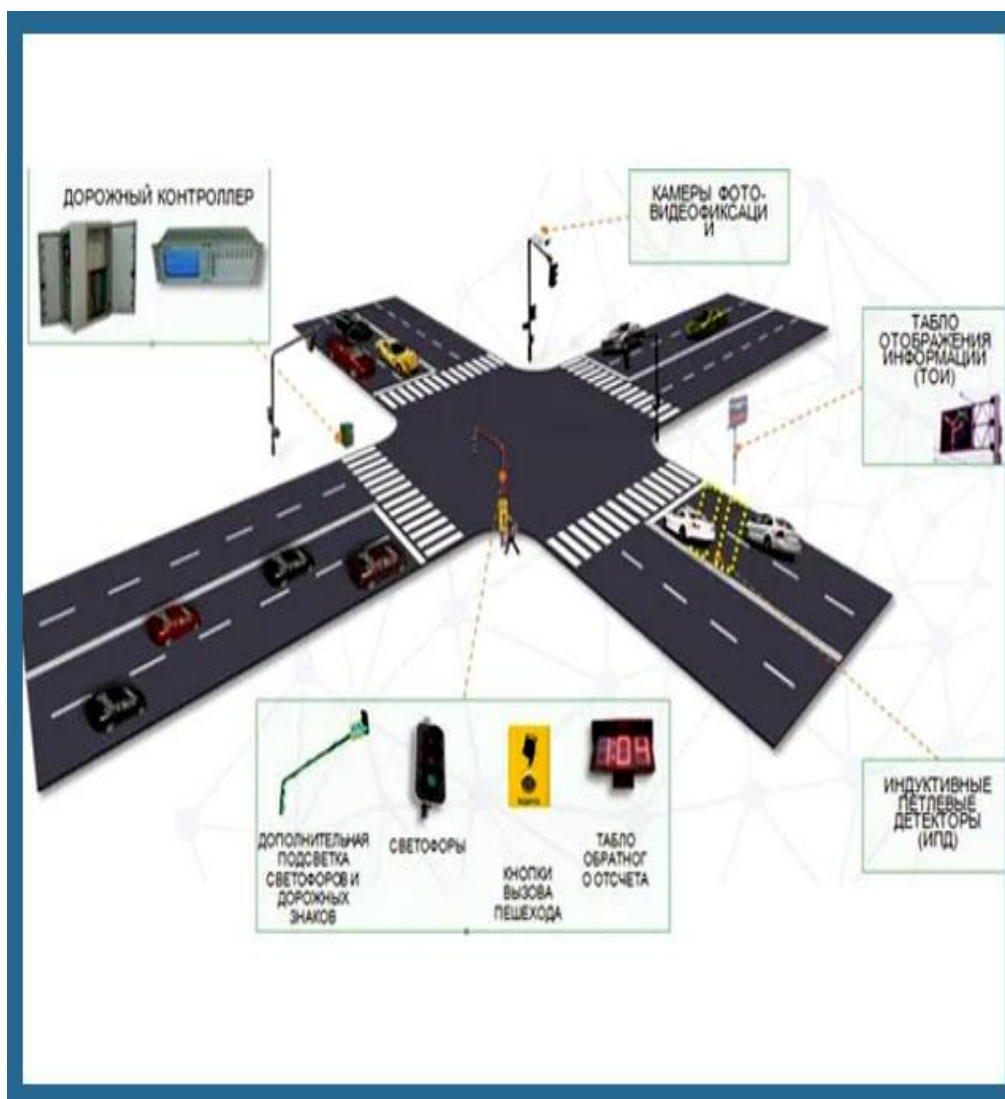 ДОРОЖНЫЙ КОНТРОЛЛЕР
КАМЕРЫ ФОТО-
ВИДЕОФИКСАЦИ
И
ТАБЛО
ОТОБРАЖЕНИЯ
ИНФОРМАЦИИ
(ТОИ)
ДОПОЛНИТЕЛЬНАЯ
ПОДСВЕТКА
СВЕТОФОРОВ И
ДОРОЖНЫХ
ЗНАКОВ
СВЕТОФОРЫ
КНОПКИ
ВЫЗОВА
ПЕШЕХОДА
1:04
ТАБЛО
ОБРАТНОГ
О ОТСЧЕТА
ИНДУКТИВНЫЕ
ПЕТЛЕВЫЕ
ДЕТЕКТОРЫ
(ИПД)